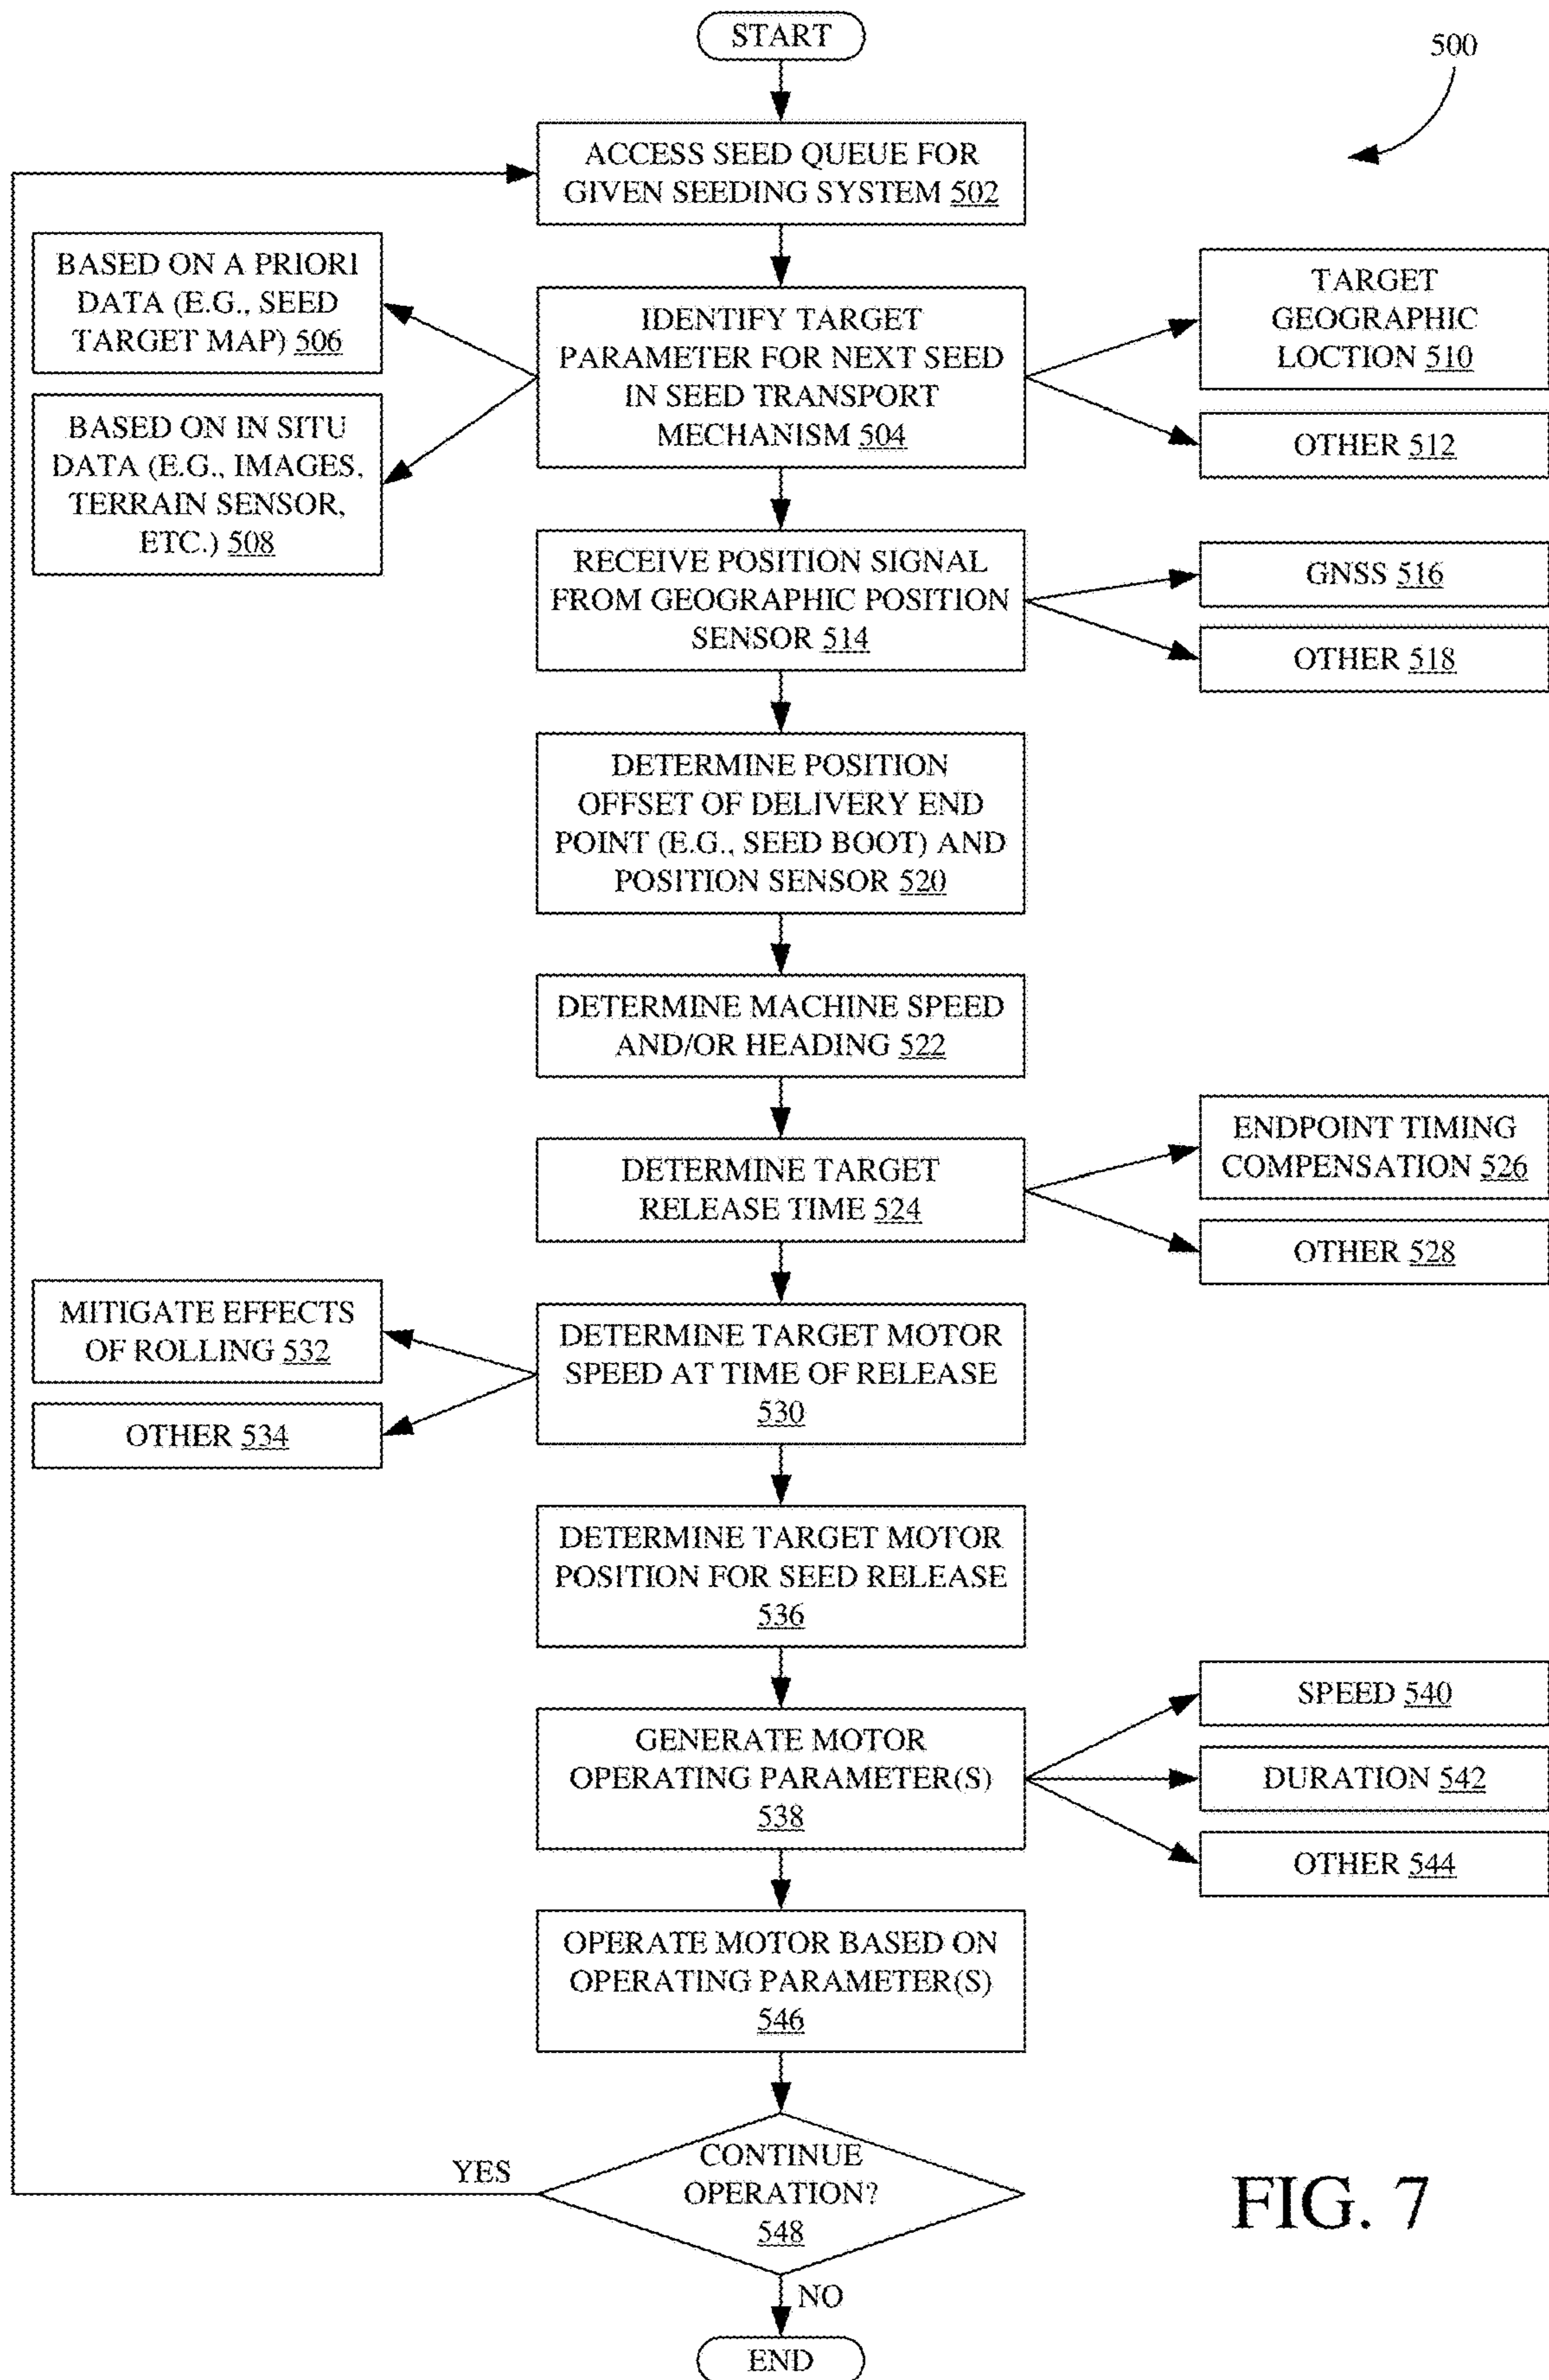 START
500
ACCESS SEED QUEUE FOR
GIVEN SEEDING SYSTEM 502
BASED ON A PRIORI
DATA (E.G., SEED
TARGET MAP) 506
IDENTIFY TARGET
PARAMETER FOR NEXT SEED
IN SEED TRANSPORT
MECHANISM 504
TARGET
GEOGRAPHIC
LOCTION 510
BASED ON IN SITU
DATA (E.G., IMAGES,
TERRAIN SENSOR,
ETC.) 508
OTHER 512
RECEIVE POSITION SIGNAL
FROM GEOGRAPHIC POSITION
SENSOR 514
GNSS 516
OTHER 518
DETERMINE POSITION
OFFSET OF DELIVERY END
POINT (E.G., SEED BOOT) AND
POSITION SENSOR 520
DETERMINE MACHINE SPEED
AND/OR HEADING 522
DETERMINE TARGET
RELEASE TIME 524
ENDPOINT TIMING
COMPENSATION 526
OTHER 528
MITIGATE EFFECTS
OF ROLLING 532
OTHER 534
DETERMINE TARGET MOTOR
SPEED AT TIME OF RELEASE
530
DETERMINE TARGET MOTOR
POSITION FOR SEED RELEASE
536
GENERATE MOTOR
OPERATING PARAMETER(S)
538
SPEED 540
DURATION 542
OTHER 544
OPERATE MOTOR BASED ON
OPERATING PARAMETER(S)
546
CONTINUE
OPERATION?
548
YES
NO
END
FIG. 7